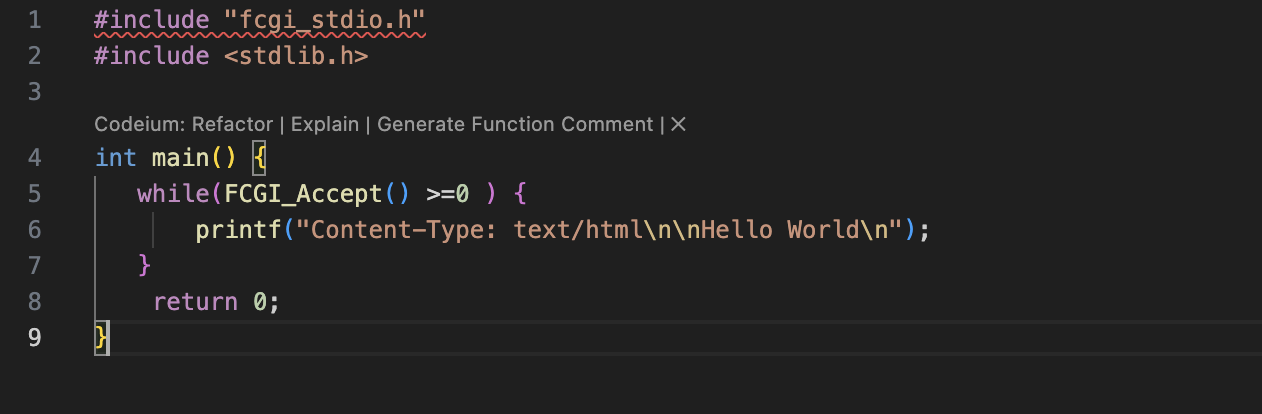 1 #include "fcgi_stdio.h"
2 #include <stdlib.h>
3
Codeium: Refactor | Explain | Generate Function Comment | ✕
4 int main() {
5    while(FCGI_Accept() >=0 ) {
6        printf("Content-Type: text/html\n\nHello World\n");
7    }
8     return 0;
9 }